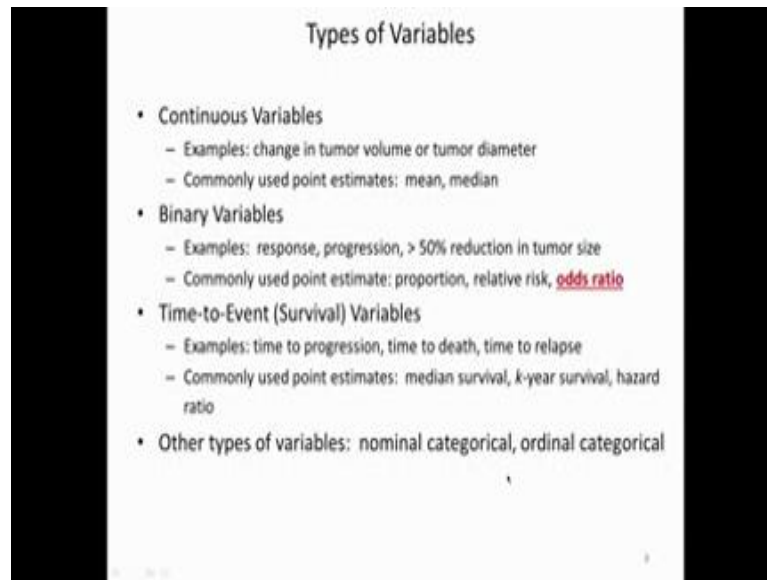 Types of Variables
• Continuous Variables
– Examples: change in tumor volume or tumor diameter
– Commonly used point estimates: mean, median
• Binary Variables
– Examples: response, progression, > 50% reduction in tumor size
– Commonly used point estimate: proportion, relative risk, odds ratio
• Time-to-Event (Survival) Variables
– Examples: time to progression, time to death, time to relapse
– Commonly used point estimates: median survival, k-year survival, hazard
ratio
• Other types of variables: nominal categorical, ordinal categorical